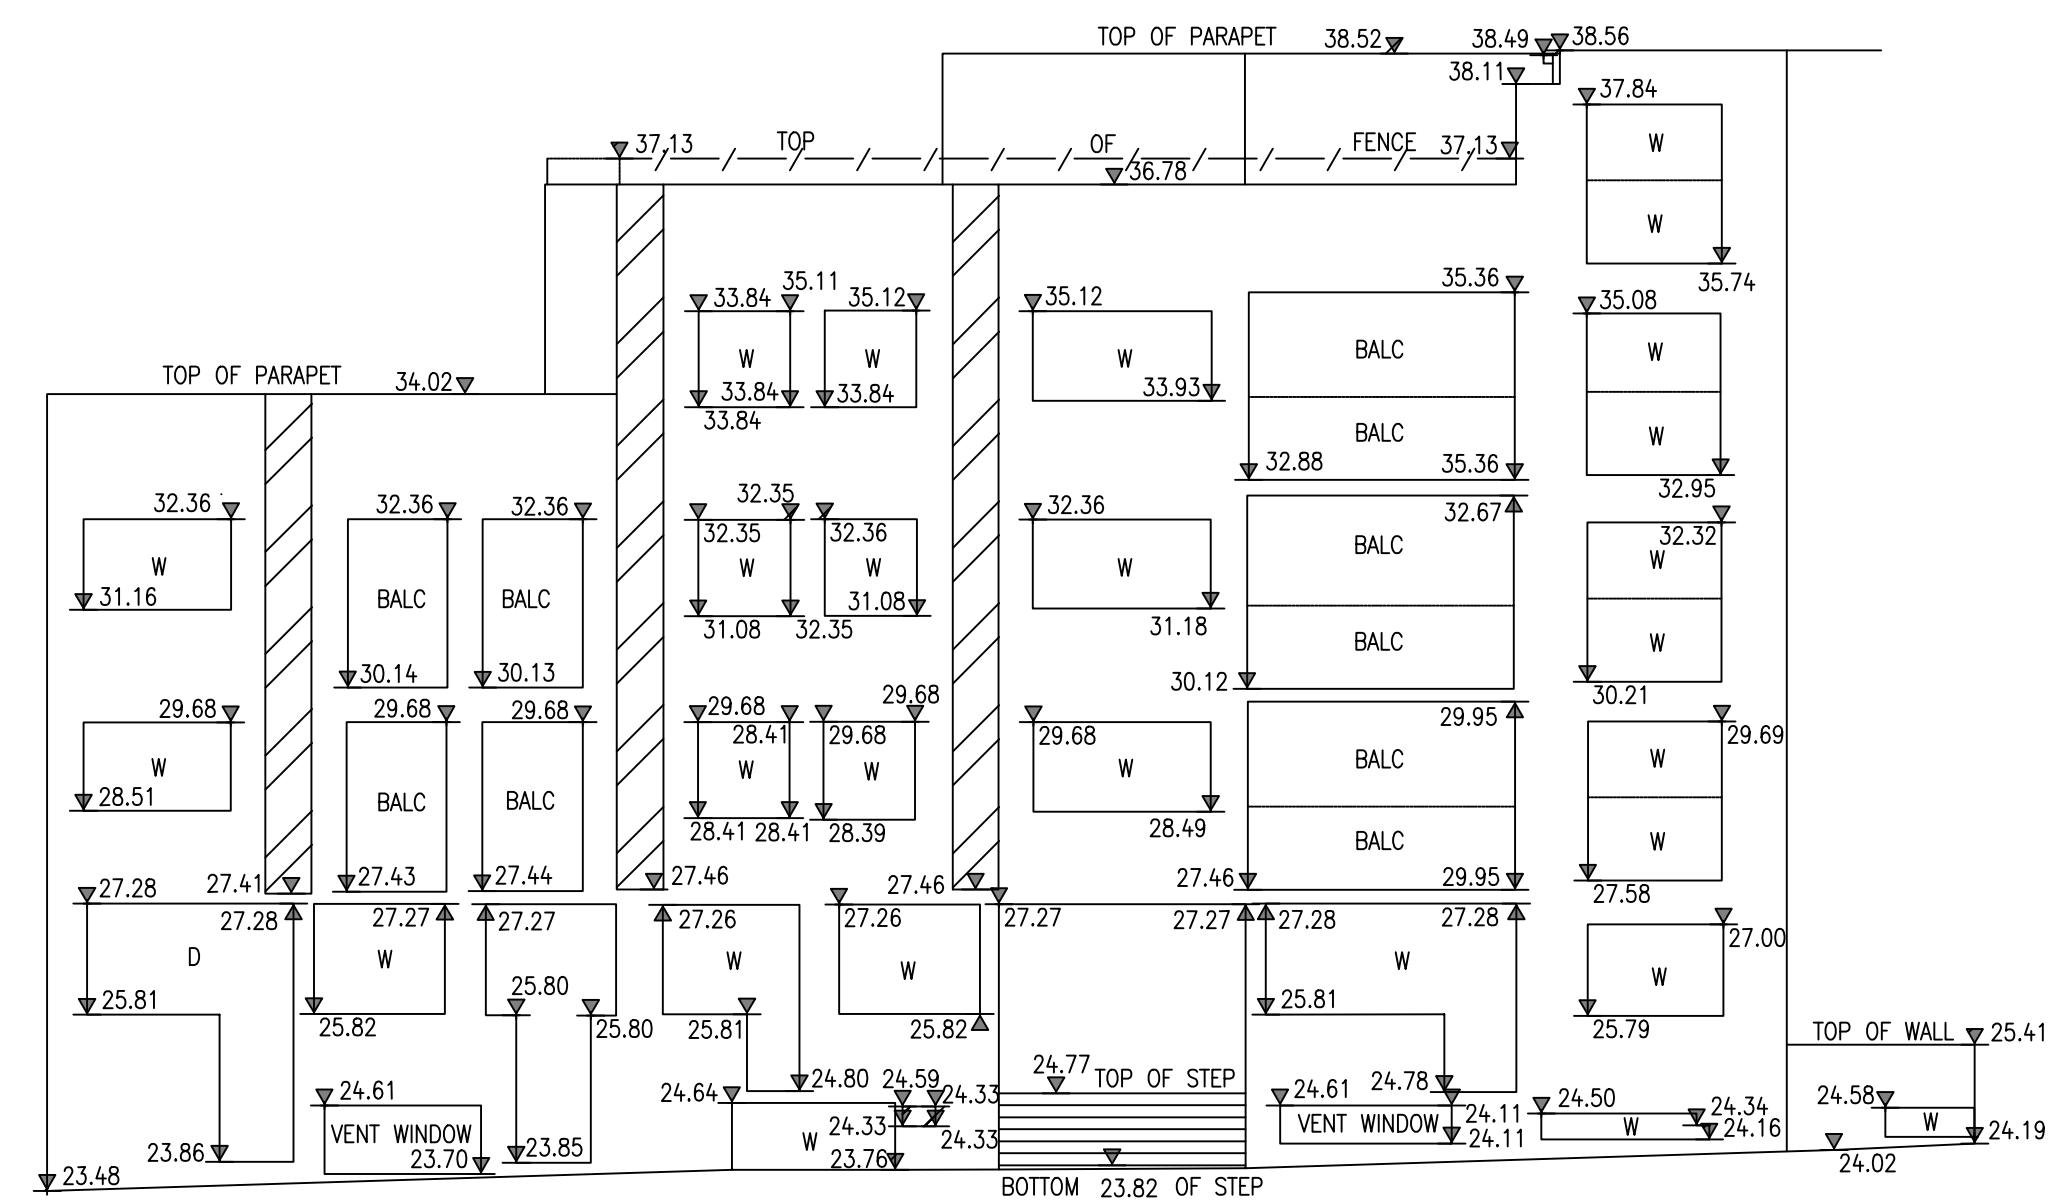 TOP OF PARAPET 38.52 38.49 38.56
38.11
37.84
37.13 TOP OF FENCE 37.13
W
36.78
W
35.74
33.84 35.11 35.12 35.12 35.36 35.08
W W W BALC W
TOP OF PARAPET 34.02
33.84 33.84 33.93
33.84
BALC W
32.88 35.36
32.95
32.36 32.36 32.36 32.35 32.36 32.67
32.35 32.36 32.32
W W W W BALC W
31.16 BALC BALC 31.08
31.08 32.35 31.18
BALC W
30.14 30.13 30.12
30.21
29.68 29.68 29.68 29.68 29.68 29.95
28.41 29.68 29.68 29.69
W W W W BALC W
28.51 BALC BALC
28.41 28.41 28.39 28.49
BALC W
27.28 27.41 27.43 27.44 27.46 27.46 27.46 29.95
27.58
27.28 27.27 27.27 27.26 27.26 27.27 27.27 27.28 27.28
27.00
D W W W W W
25.81 25.80 25.81
25.82 25.80 25.81 25.82 25.79
TOP OF WALL 25.41
24.77 TOP OF STEP
24.61 24.64 24.80 24.59 24.33 24.61 24.78 24.50 24.58
24.11 24.34
VENT WINDOW W 24.33 24.33 VENT WINDOW 24.11 W 24.16 W 24.19
23.86 23.70 23.85 23.76
24.02
23.48
BOTTOM 23.82 OF STEP